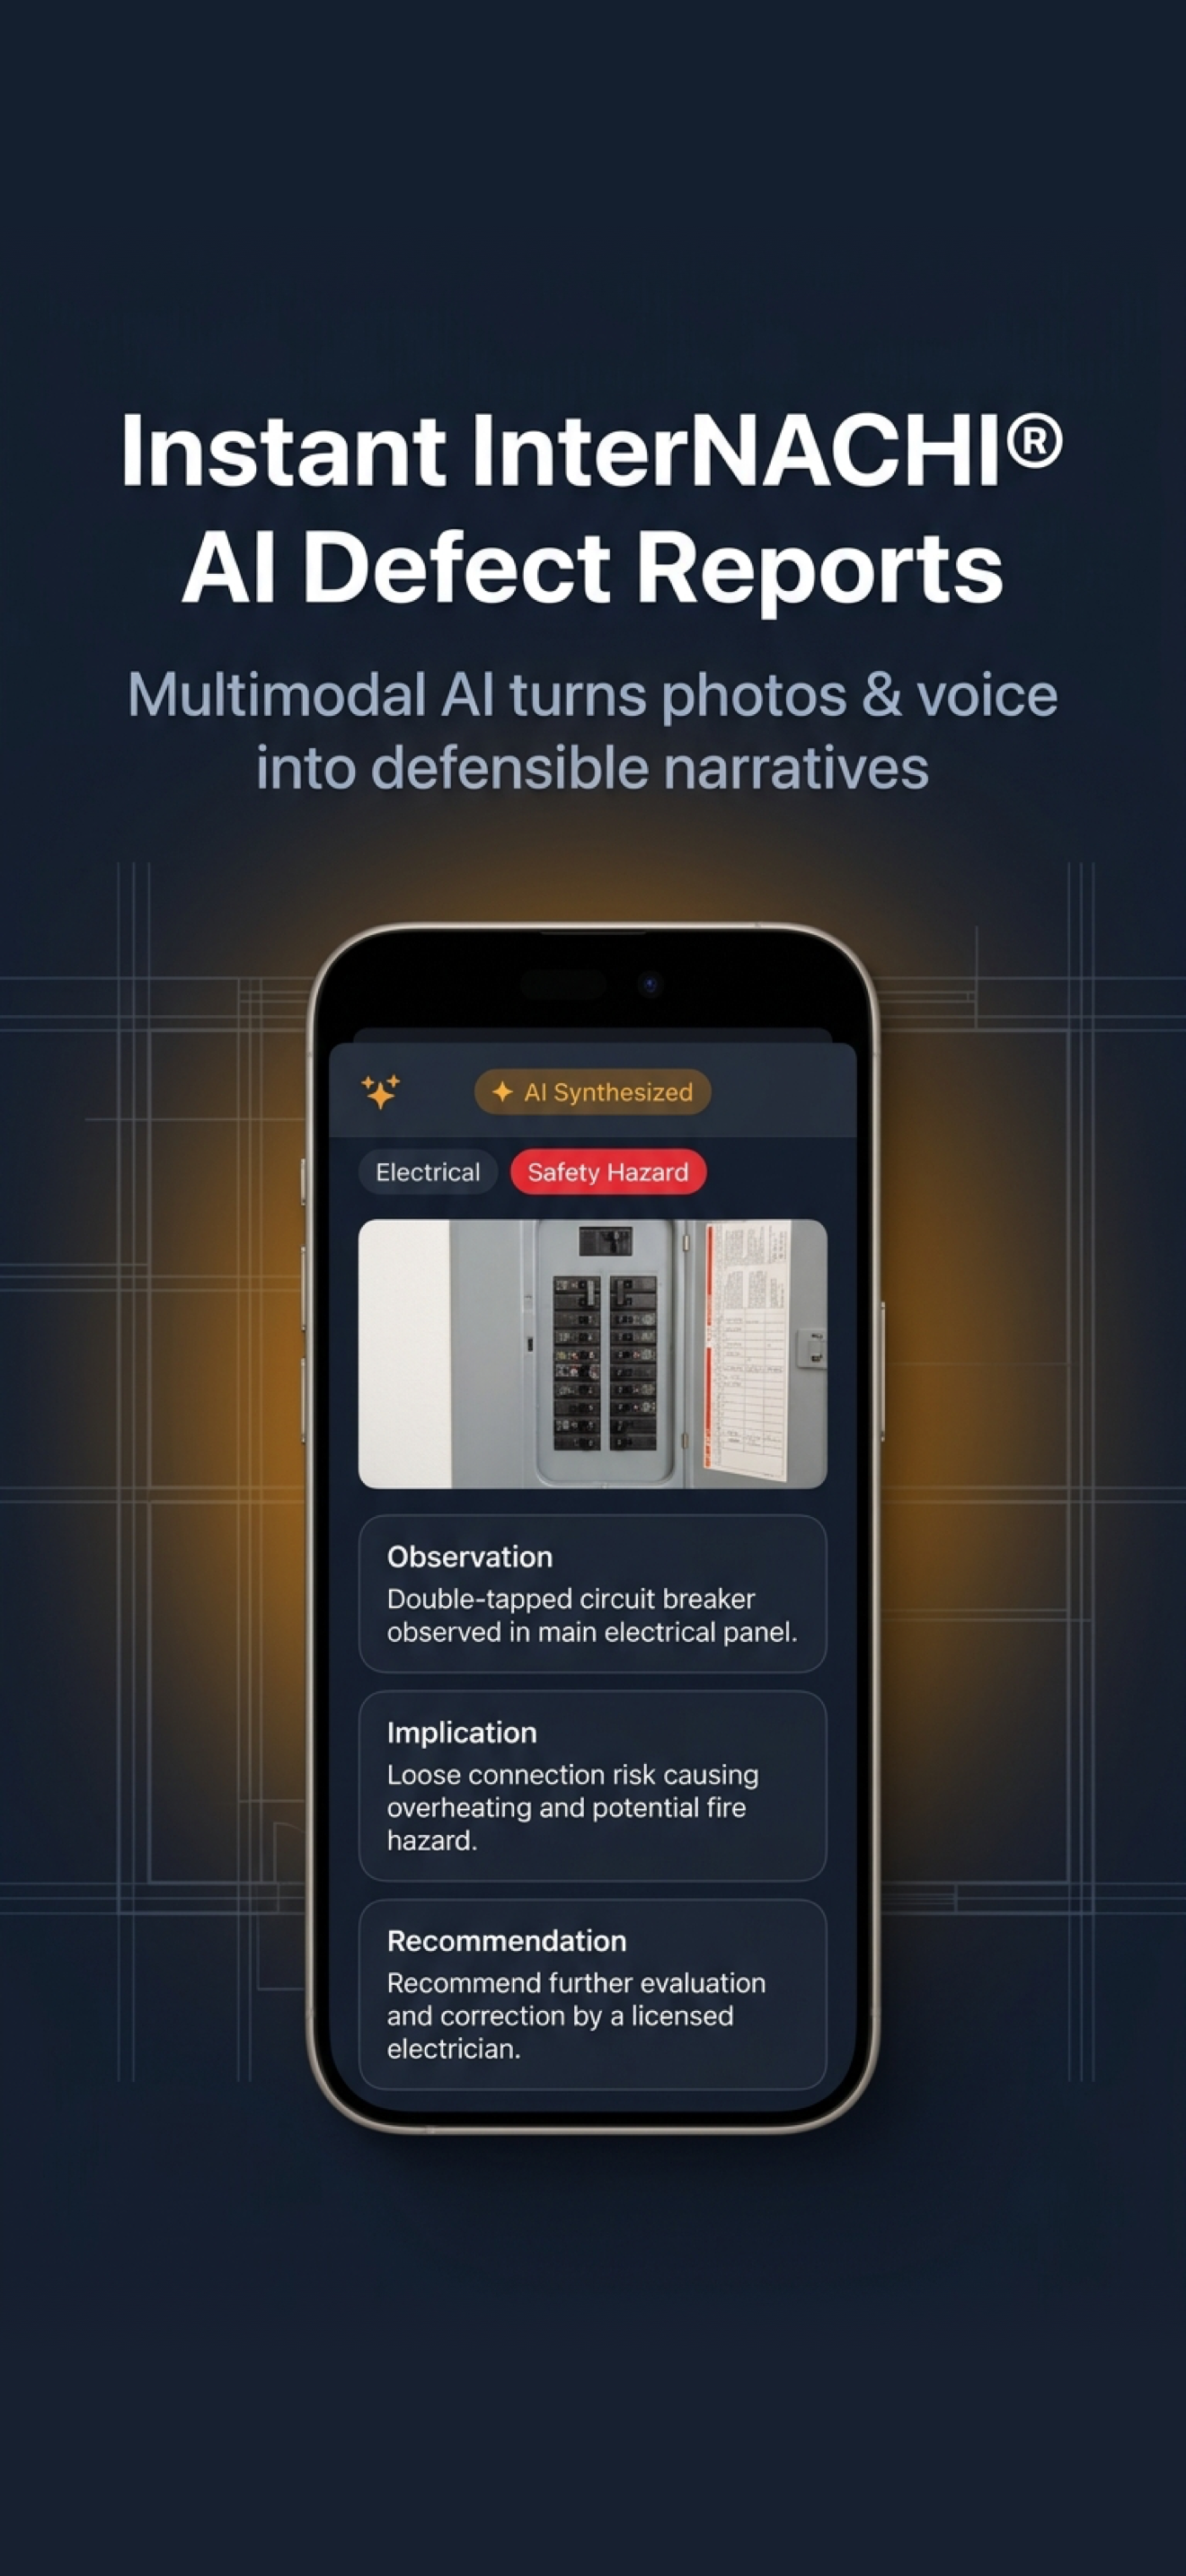 Instant InterNACHI®
AI Defect Reports
Multimodal AI turns photos & voice
into defensible narratives
AI Synthesized
Electrical
Safety Hazard
Observation
Double-tapped circuit breaker
observed in main electrical panel.
Implication
Loose connection risk causing
overheating and potential fire
hazard.
Recommendation
Recommend further evaluation
and correction by a licensed
electrician.